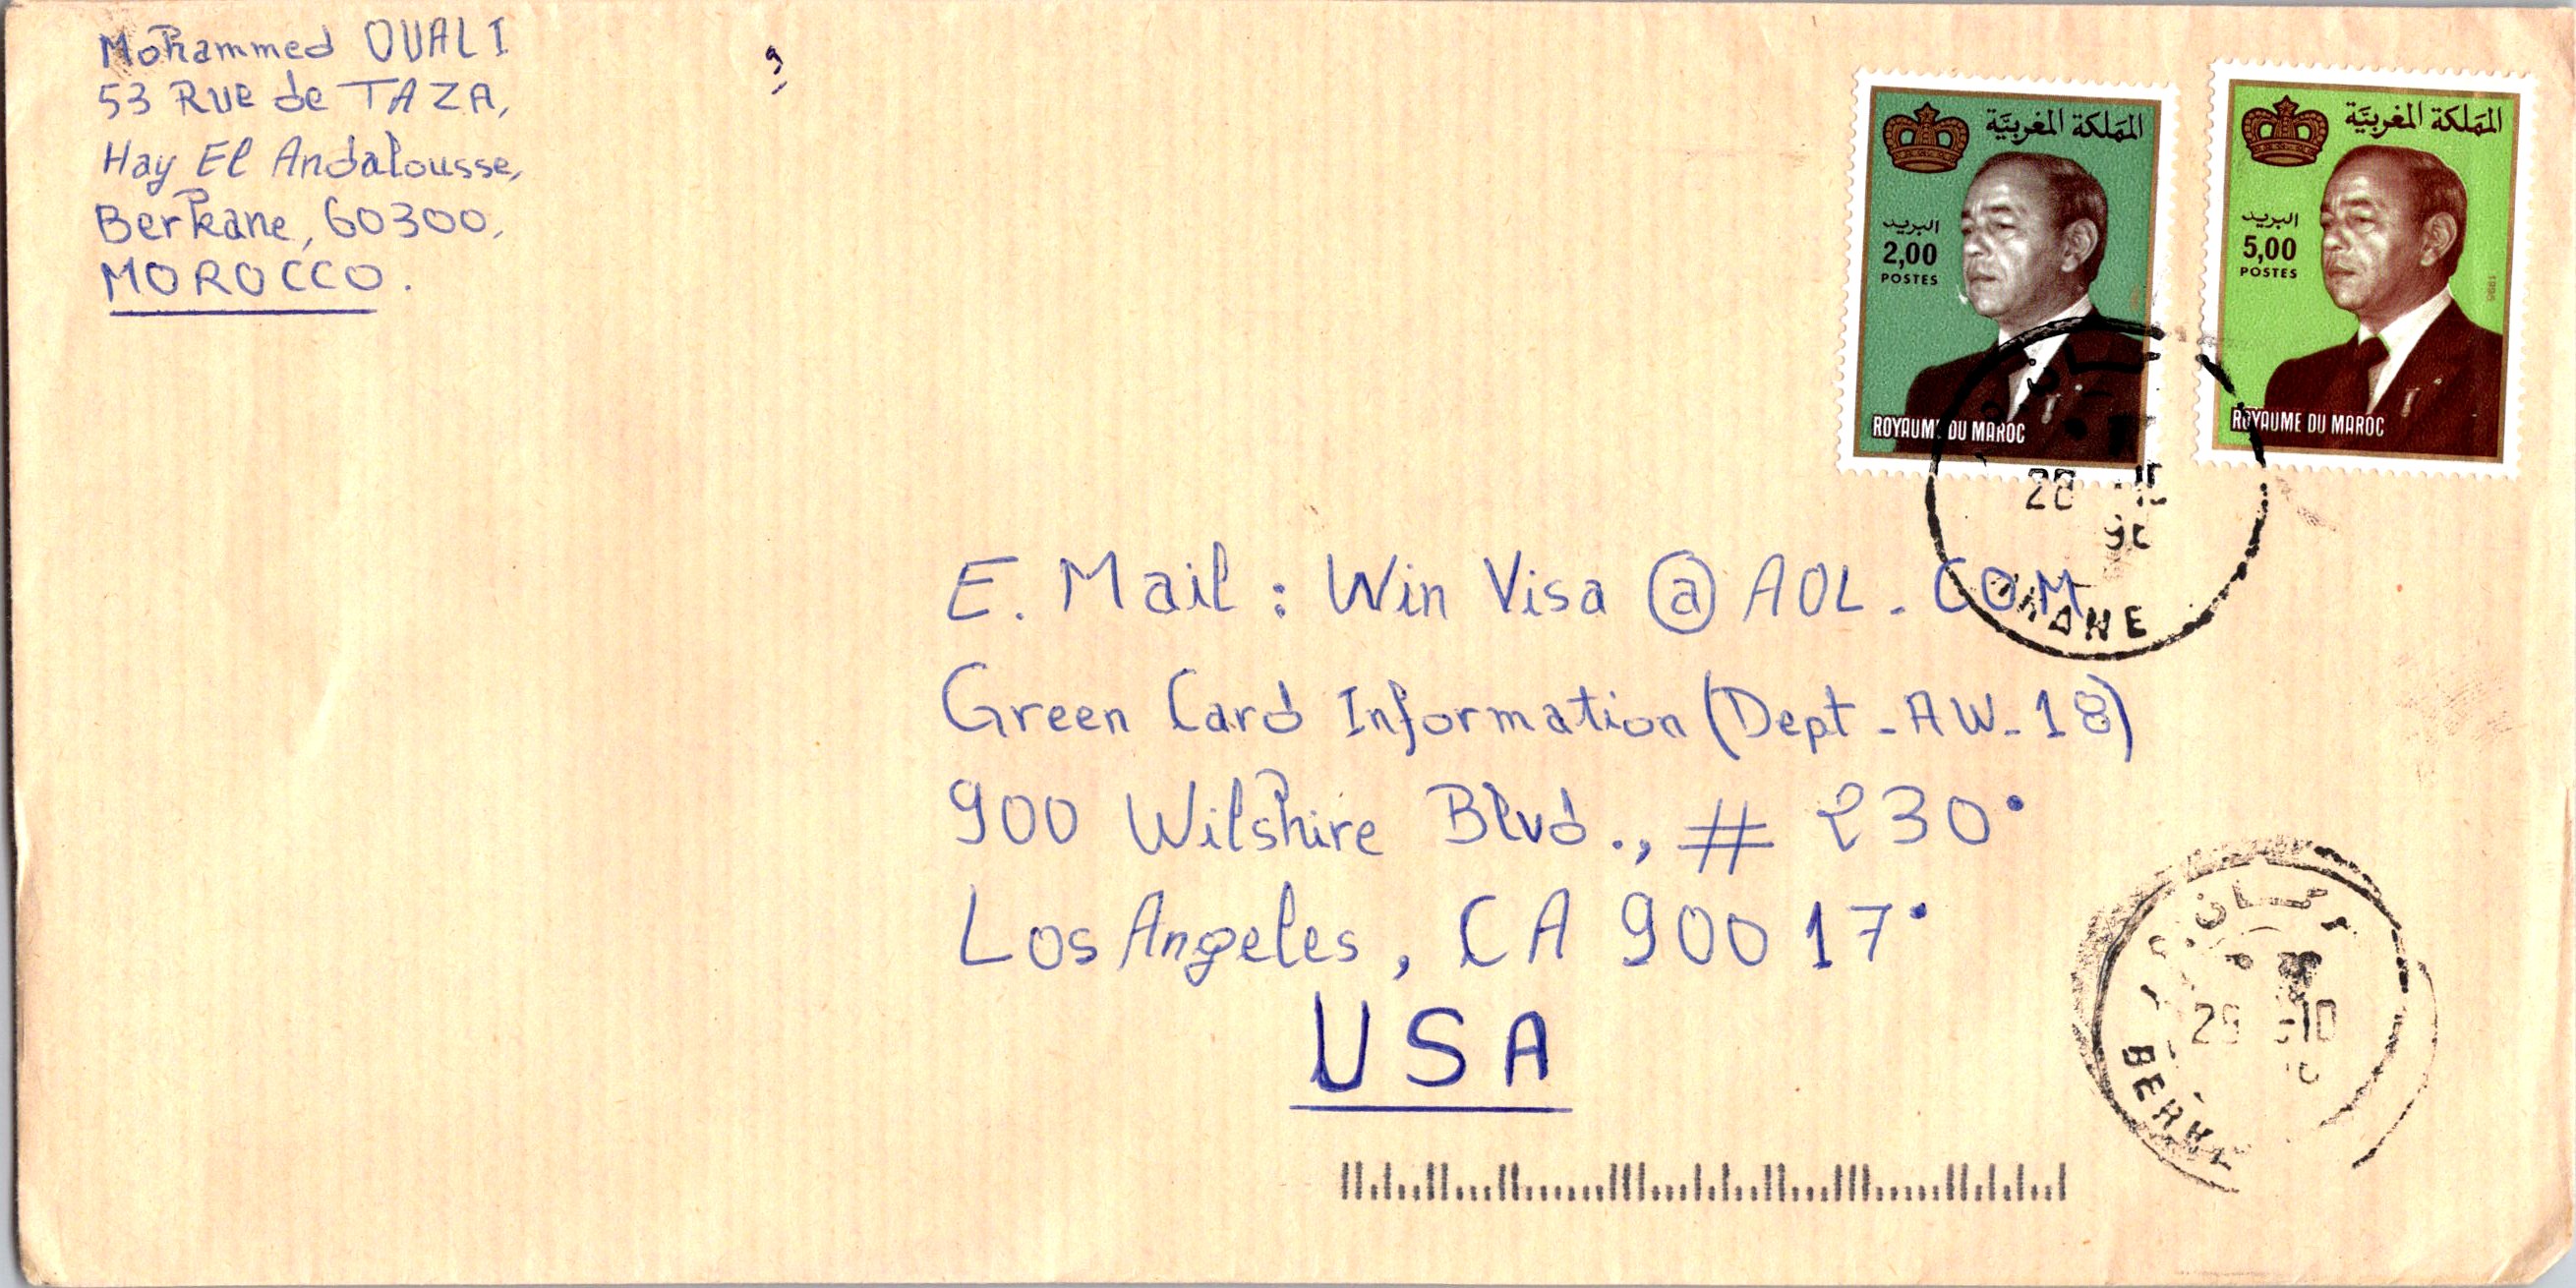 Mohammed OUALI
53 Rue de TAZA,
Hay El Andalousse,
Berkane, 60300,
MOROCCO.
المملكة المغربية
البريد
2,00
POSTES
ROYAUME DU MAROC
المملكة المغربية
البريد
5,00
POSTES
1996
ROYAUME DU MAROC
E. Mail : Win Visa @ AOL. COM
Green Card Information (Dept - AW - 18)
900 Wilshire Blvd., # 230
Los Angeles, CA 90017
USA